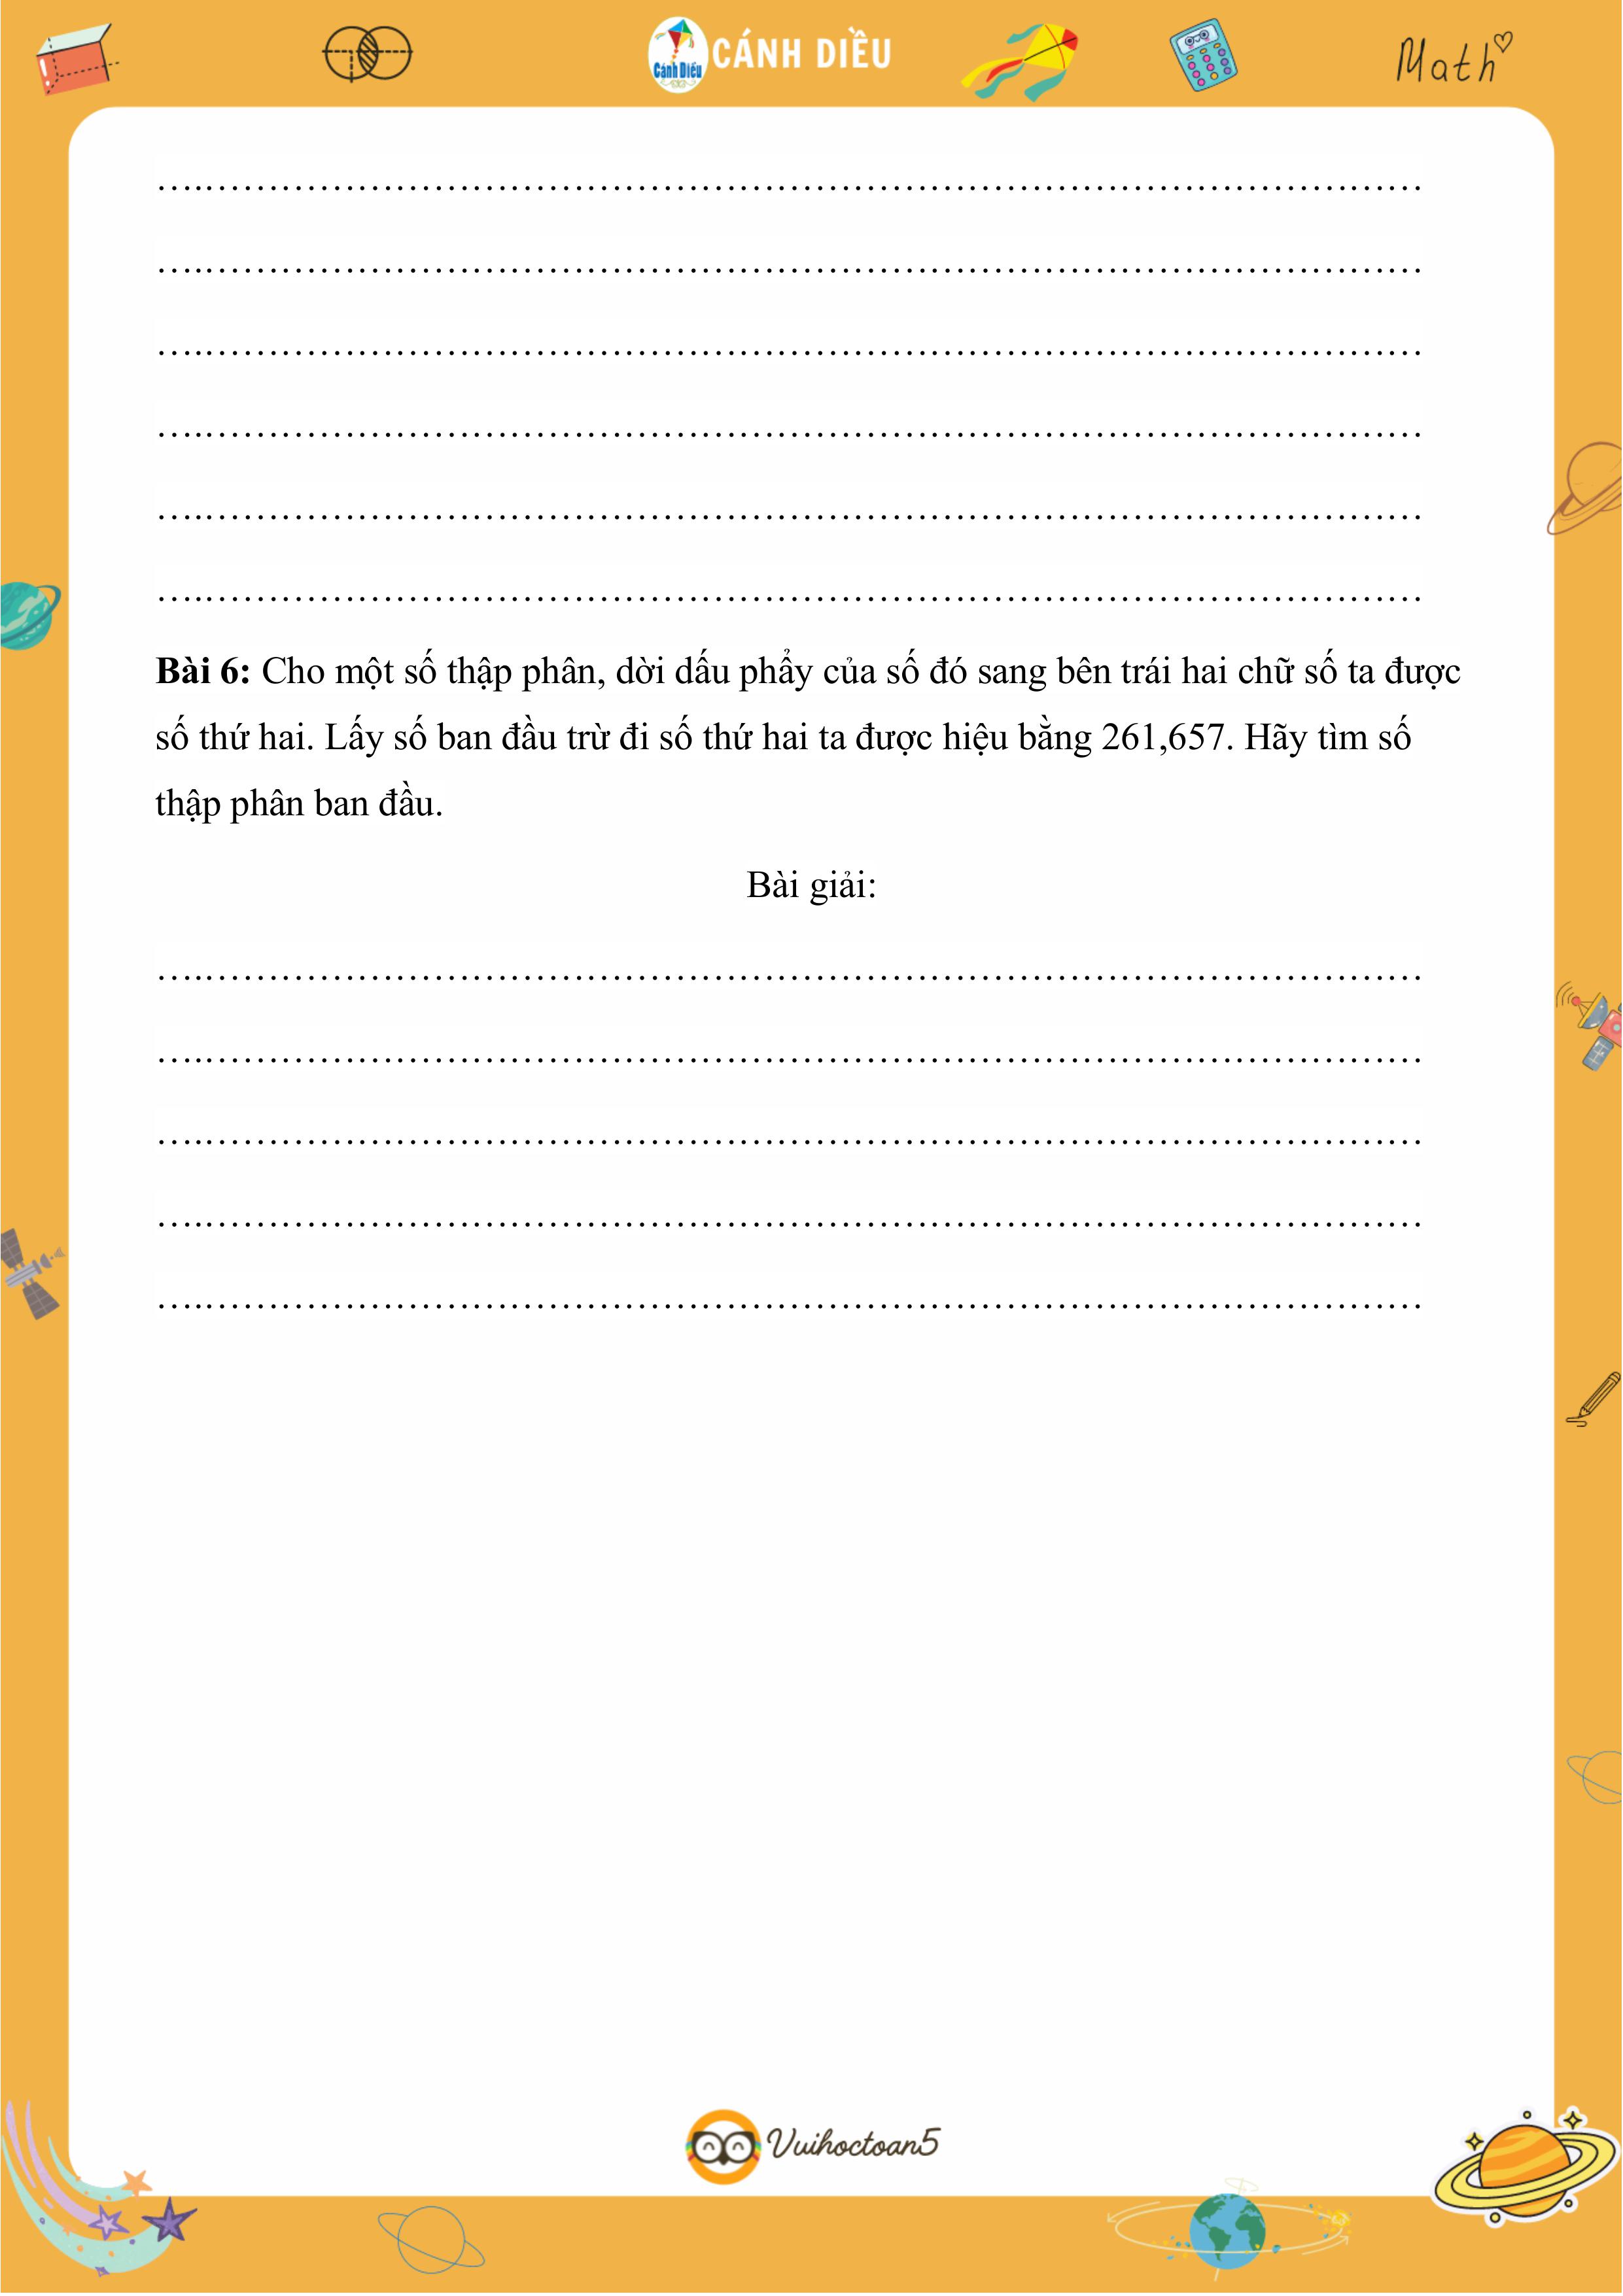 Cánh Diều CÁNH DIỀU Math
................................................................................
................................................................................
................................................................................
................................................................................
................................................................................
................................................................................
Bài 6: Cho một số thập phân, dời dấu phẩy của số đó sang bên trái hai chữ số ta được
số thứ hai. Lấy số ban đầu trừ đi số thứ hai ta được hiệu bằng 261,657. Hãy tìm số
thập phân ban đầu.
Bài giải:
................................................................................
................................................................................
................................................................................
................................................................................
................................................................................
Vuihoctoan5